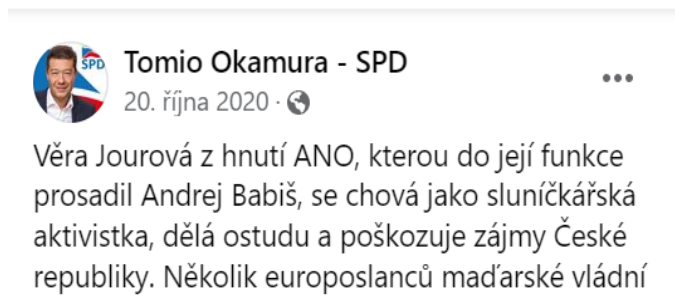 SPD
Tomio Okamura - SPD
20. října 2020 ·
Věra Jourová z hnutí ANO, kterou do její funkce
prosadil Andrej Babiš, se chová jako sluníčkářská
aktivistka, dělá ostudu a poškozuje zájmy České
republiky. Několik europoslanců maďarské vládní